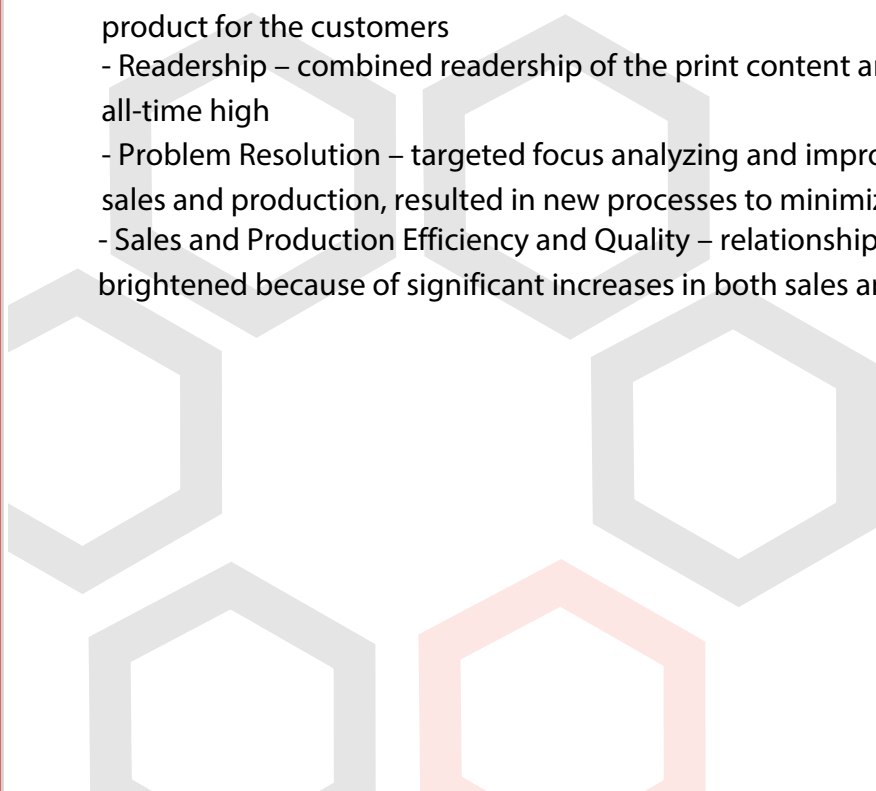 product for the customers
- Readership – combined readership of the print content
all-time high
- Problem Resolution – targeted focus analyzing and
sales and production, resulted in new processes to
- Sales and Production Efficiency and Quality – relationship
brightened because of significant increases in both sales